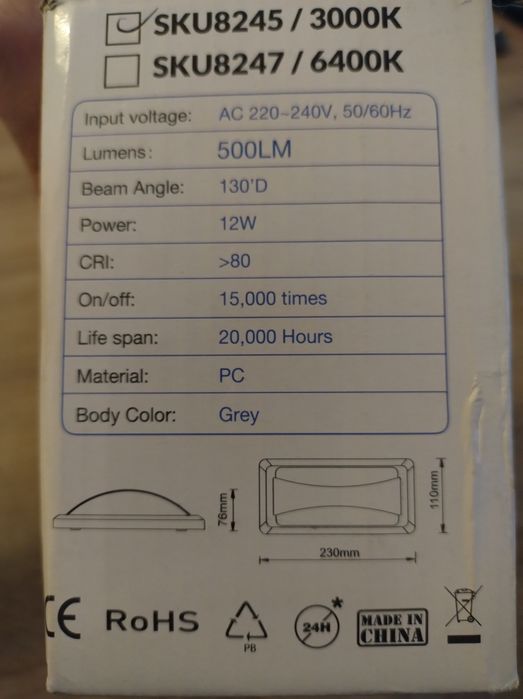 SKU8245 / 3000K
SKU8247 / 6400K
Input voltage: AC 220~240V, 50/60Hz
Lumens: 500LM
Beam Angle: 130'D
Power: 12W
CRI: >80
On/off: 15,000 times
Life span: 20,000 Hours
Material: PC
Body Color: Grey
76mm
230mm
110mm
CE RoHS
PB
24H*
MADE IN
CHINA